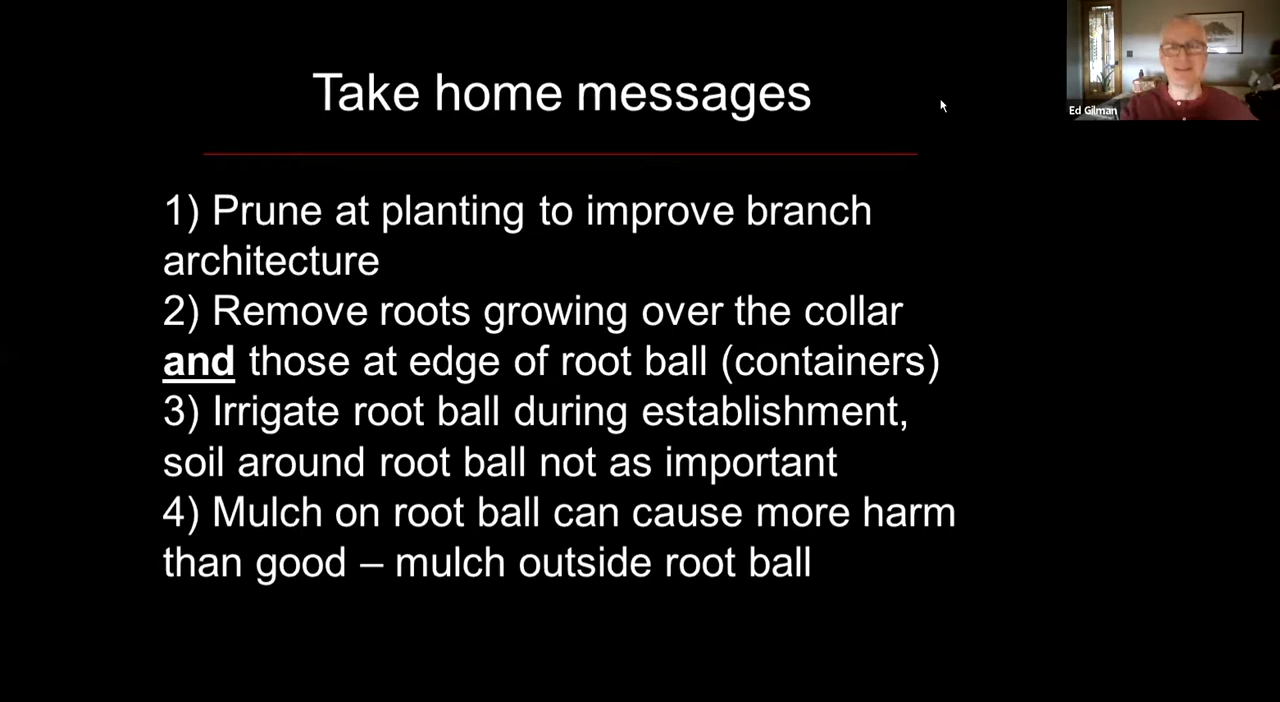 Take home messages
Ed Gilman
1) Prune at planting to improve branch
architecture
2) Remove roots growing over the collar
and those at edge of root ball (containers)
3) Irrigate root ball during establishment,
soil around root ball not as important
4) Mulch on root ball can cause more harm
than good – mulch outside root ball